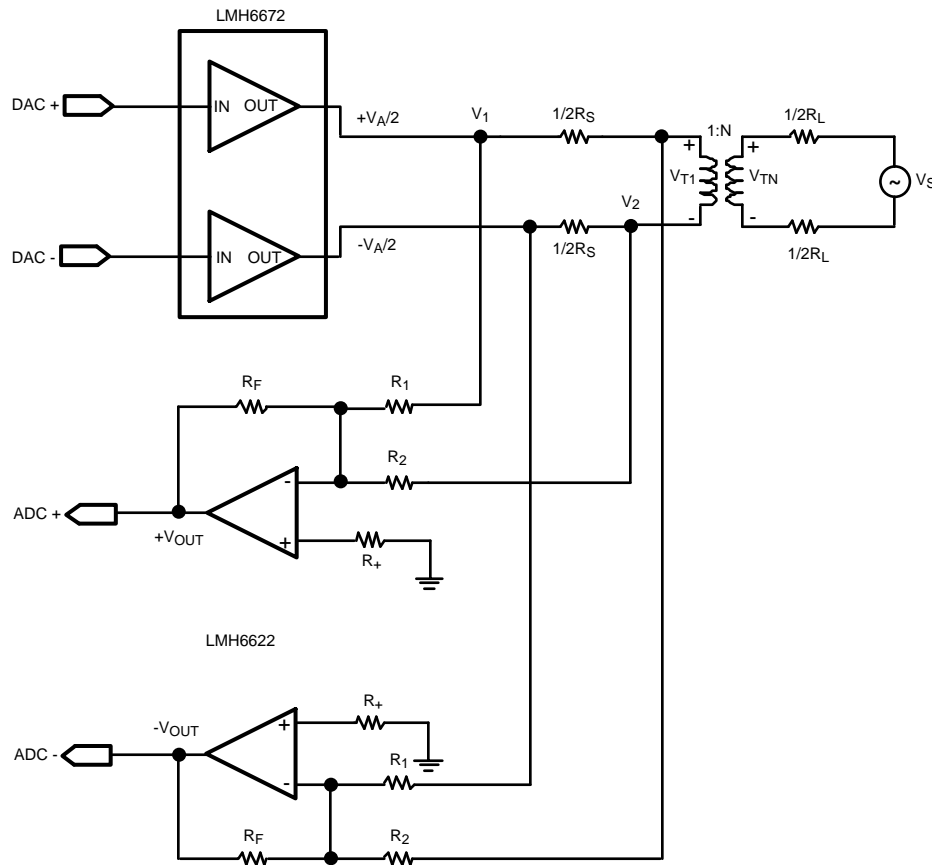 LMH6672
DAC +
IN OUT
+VA/2
V1
1/2RS
1:N
1/2RL
+
+
VT1
VTN
~
VS
V2
-
-
DAC -
IN OUT
-VA/2
1/2RS
1/2RL
RF
R1
-
R2
ADC +
+VOUT
+
R+
LMH6622
-VOUT
+
R+
ADC -
-
R1
RF
R2